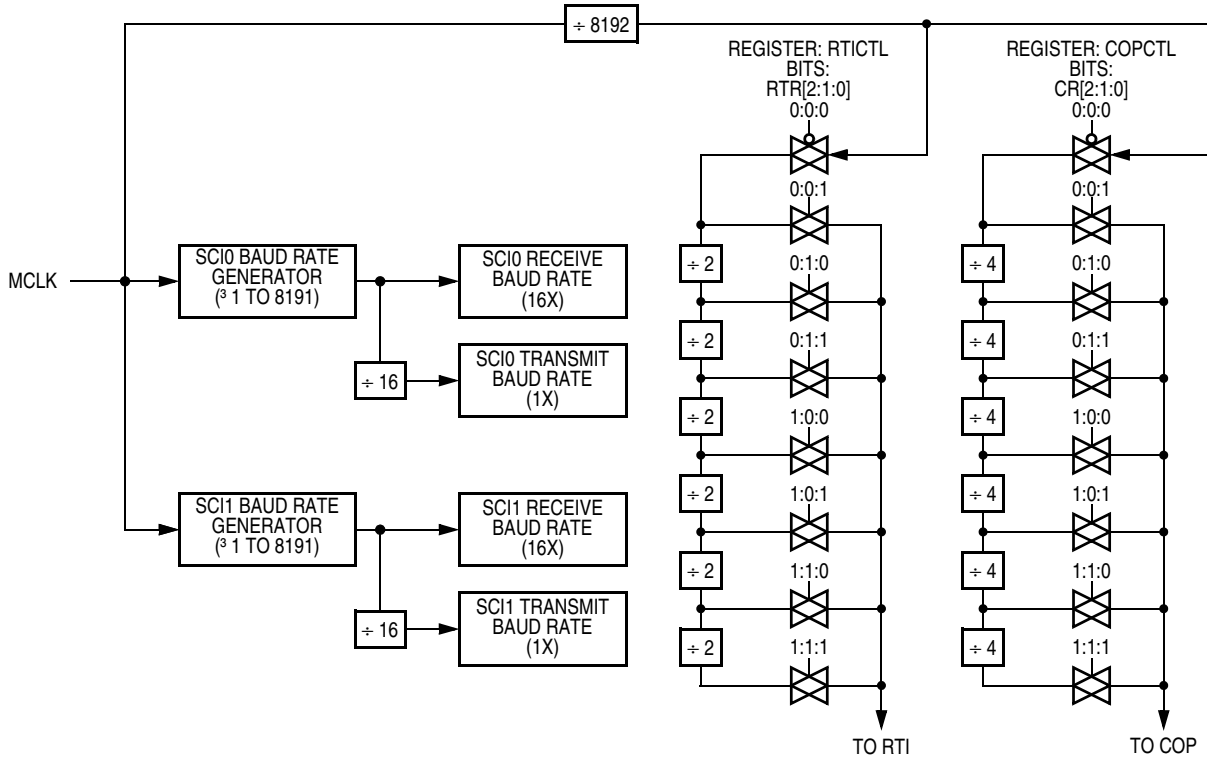 ÷ 8192
REGISTER: RTICTL
BITS:
RTR[2:1:0]
0:0:0
REGISTER: COPCTL
BITS:
CR[2:1:0]
0:0:0
0:0:1
0:0:1
MCLK
SCI0 BAUD RATE
GENERATOR
(³ 1 TO 8191)
SCI0 RECEIVE
BAUD RATE
(16X)
÷ 16
SCI0 TRANSMIT
BAUD RATE
(1X)
SCI1 BAUD RATE
GENERATOR
(³ 1 TO 8191)
SCI1 RECEIVE
BAUD RATE
(16X)
÷ 16
SCI1 TRANSMIT
BAUD RATE
(1X)
÷ 2
0:1:0
÷ 2
0:1:1
÷ 2
1:0:0
÷ 2
1:0:1
÷ 2
1:1:0
÷ 2
1:1:1
TO RTI
÷ 4
0:1:0
÷ 4
0:1:1
÷ 4
1:0:0
÷ 4
1:0:1
÷ 4
1:1:0
÷ 4
1:1:1
TO COP